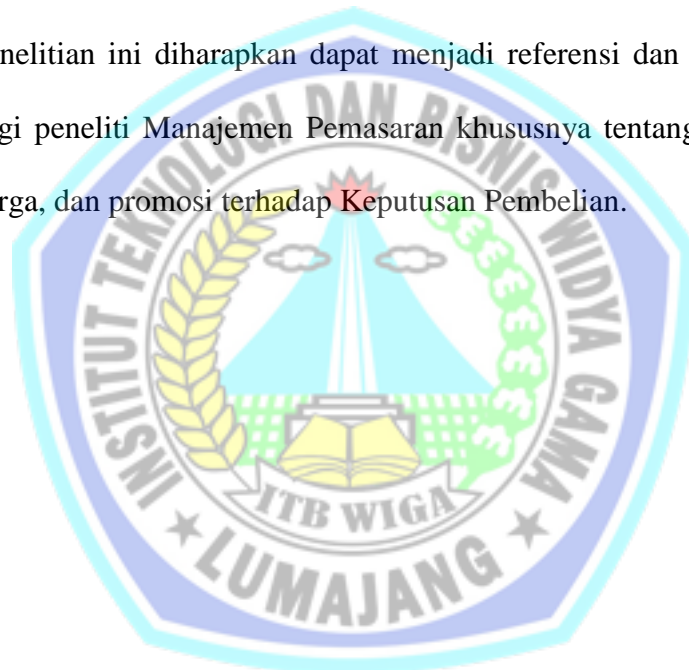 nelitian ini diharapkan dapat menjadi referensi dan
gi peneliti Manajemen Pemasaran khususnya tentang
rga, dan promosi terhadap Keputusan Pembelian.
INSTITUT TEKNOLOGI DAN BISNIS WIDYA GAMA
ITB WIGA
LUMAJANG